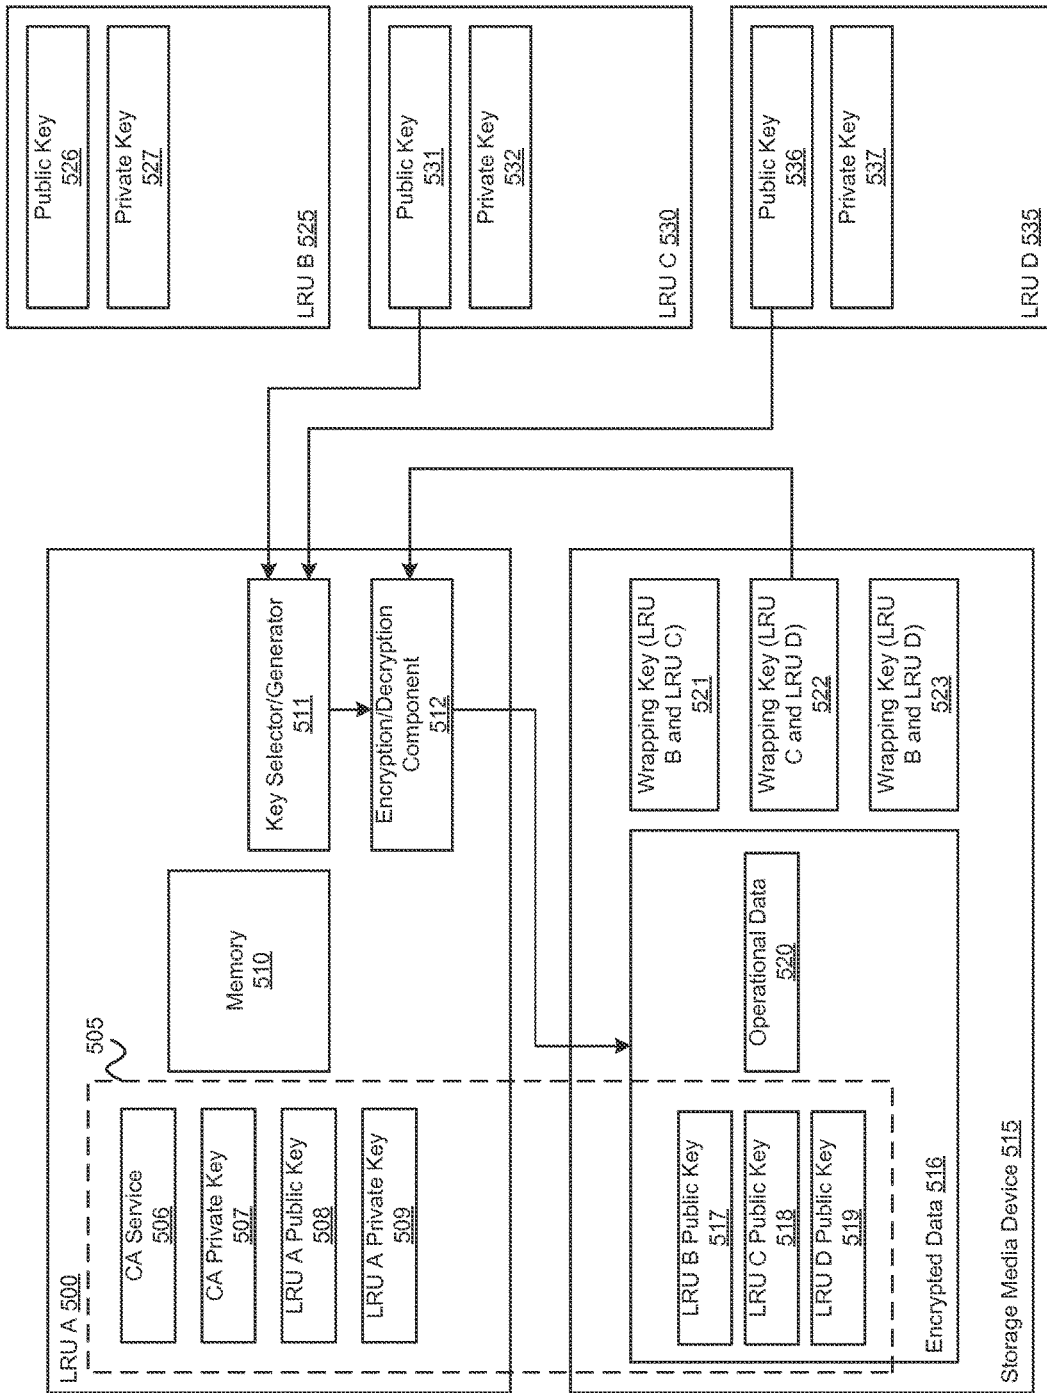 LRU A 500
505
CA Service
506
CA Private Key
507
LRU A Public Key
508
LRU A Private Key
509
Memory
510
Key Selector/Generator
511
Encryption/Decryption
Component
512
Storage Media Device 515
Encrypted Data 516
LRU B Public Key
517
LRU C Public Key
518
LRU D Public Key
519
Operational Data
520
Wrapping Key (LRU
B and LRU C)
521
Wrapping Key (LRU
C and LRU D)
522
Wrapping Key (LRU
B and LRU D)
523
LRU B 525
Public Key
526
Private Key
527
LRU C 530
Public Key
531
Private Key
532
LRU D 535
Public Key
536
Private Key
537